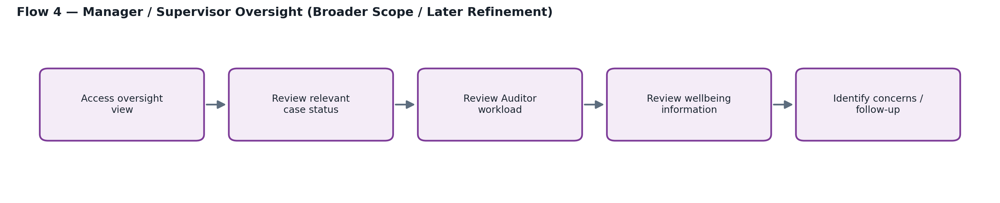 Flow 4 — Manager / Supervisor Oversight (Broader Scope / Later Refinement)
Access oversight
view
Review relevant
case status
Review Auditor
workload
Review wellbeing
information
Identify concerns /
follow-up